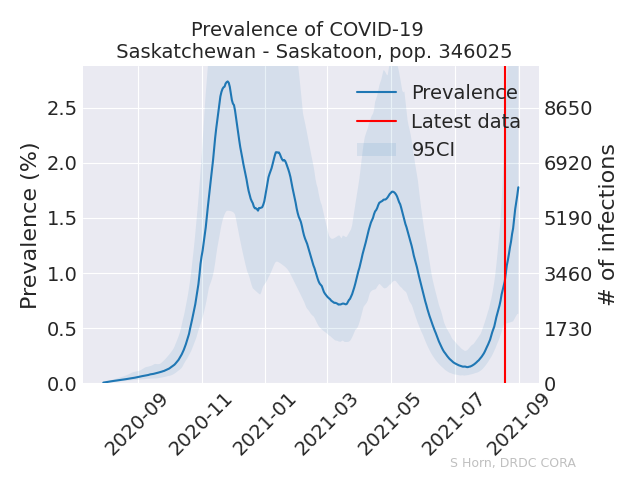 Prevalence of COVID-19
Saskatchewan - Saskatoon, pop. 346025
Prevalence (%)
2.5
2.0
1.5
1.0
0.5
0.0
Prevalence
Latest data
95CI
8650
6920
5190
3460
1730
0
# of infections
2020-09
2020-11
2021-01
2021-03
2021-05
2021-07
2021-09
S Horn, DRDC CORA